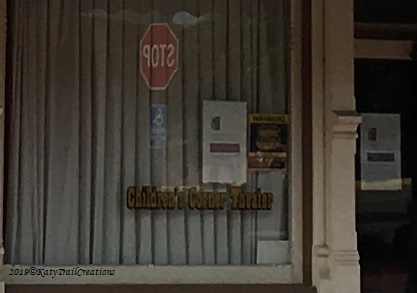 STOP
Children's Corner Theater
2019©KatyTrailCreations